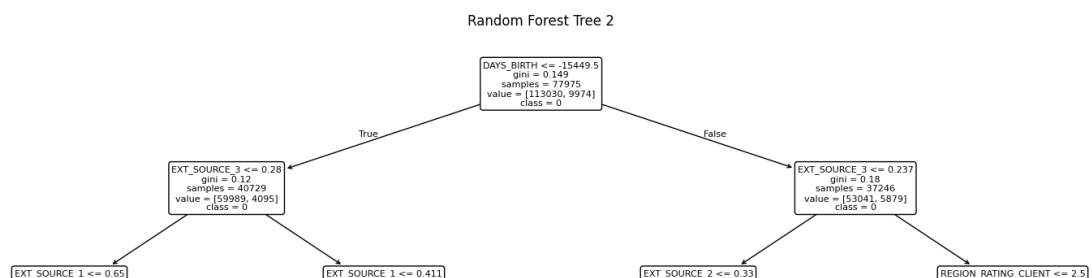 Random Forest Tree 2
DAYS_BIRTH <= -15449.5
gini = 0.149
samples = 77975
value = [113030, 9974]
class = 0
True
False
EXT_SOURCE_3 <= 0.28
gini = 0.12
samples = 40729
value = [59989, 4095]
class = 0
EXT_SOURCE_3 <= 0.237
gini = 0.18
samples = 37246
value = [53041, 5879]
class = 0
EXT_SOURCE_1 <= 0.65
EXT_SOURCE_1 <= 0.411
EXT_SOURCE_2 <= 0.33
REGION_RATING_CLIENT <= 2.5